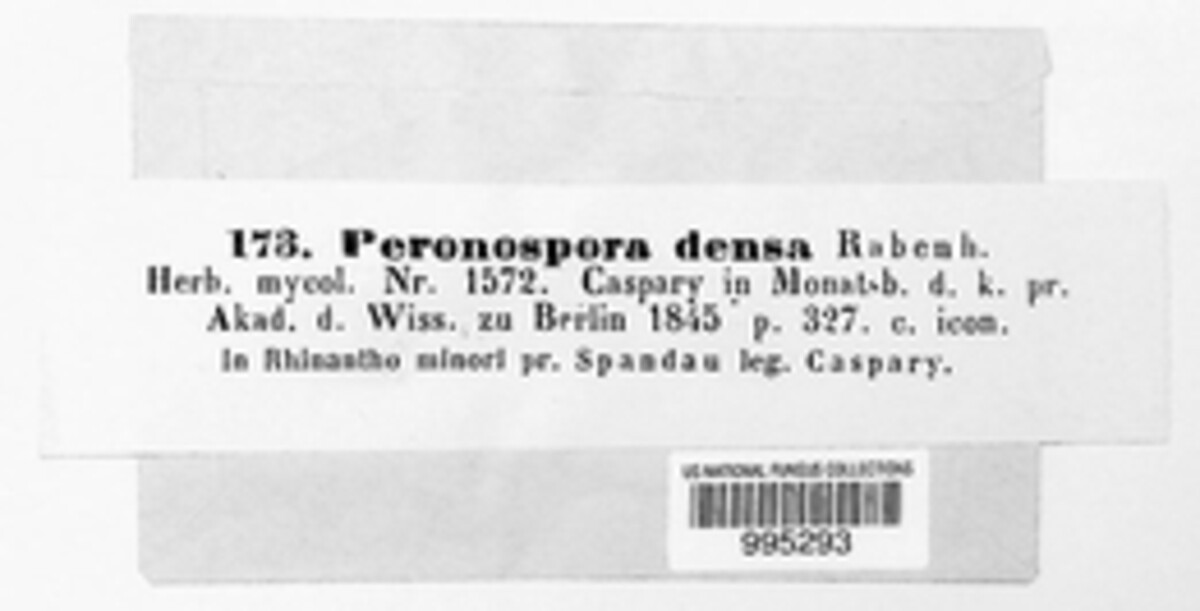 173. Peronospora densa Rabenh.
Herb. mycol. Nr. 1572. Caspary in Monatsb. d. k. pr.
Akad. d. Wiss. zu Berlin 1845 p. 327. c. icon.
In Rhinantho minori pr. Spandau leg. Caspary.
US NATIONAL FUNGUS COLLECTIONS
995293